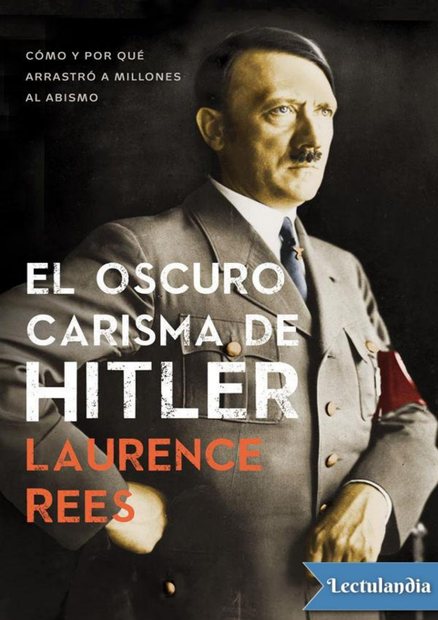 CÓMO Y POR QUÉ
ARRASTRÓ A MILLONES
AL ABISMO
EL OSCURO
CARISMA DE
HITLER
LAURENCE
REES
Lectulandia